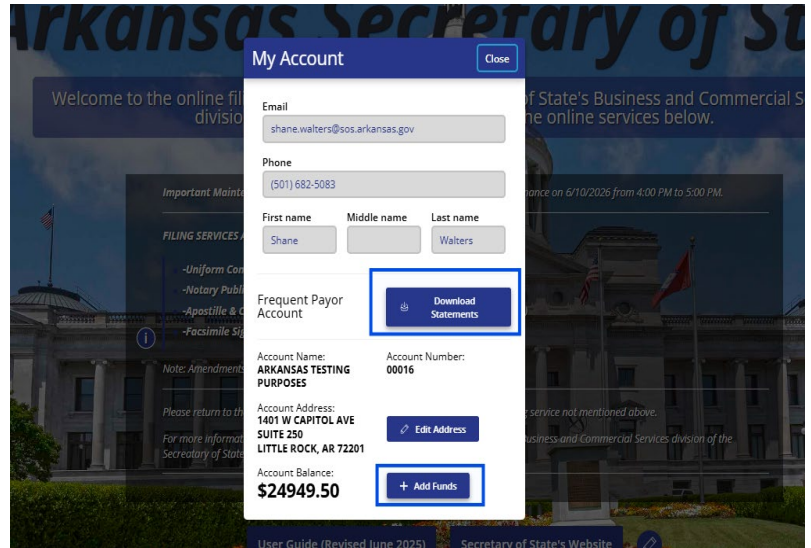 Arkansas Secretary of St
My Account
Close
Welcome to the online fil
of State's Business and Commercial S
divisio
he online services below.
Email
shane.walters@sos.arkansas.gov
Phone
(501) 682-5083
Important Mainte
nance on 6/10/2026 from 4:00 PM to 5:00 PM.
First name Middle name Last name
Shane Walters
FILING SERVICES A
-Uniform Con
-Notary Publi
-Apostille & C
-Facsimile Sig
Frequent Payor
Account
Download
Statements
Note: Amendments
Account Name:
ARKANSAS TESTING
PURPOSES
Account Number:
00016
Please return to th
service not mentioned above.
Account Address:
1401 W CAPITOL AVE
SUITE 250
LITTLE ROCK, AR 72201
Edit Address
For more informat
Business and Commercial Services division of the
Secreatary of State
Account Balance:
$24949.50
+ Add Funds
User Guide (Revised June 2025)
Secretary of State's Website